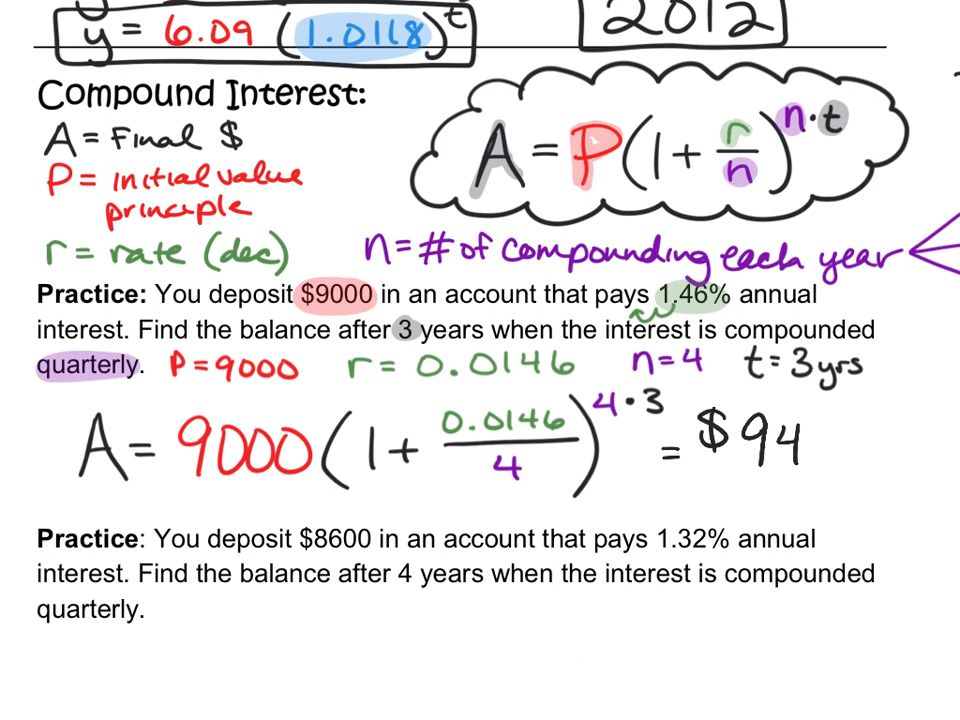 y = 6.09 (1.0118)^t
2012
Compound Interest:
A = Final $
A = P(1 + r/n)^n·t
P = initial value
principle
r = rate (dec)
n = # of compounding each year
Practice: You deposit $9000 in an account that pays 1.46% annual
interest. Find the balance after 3 years when the interest is compounded
quarterly. P = 9000 r = 0.0146 n = 4 t = 3 yrs
A = 9000(1 + 0.0146/4)^4·3 = $94
Practice: You deposit $8600 in an account that pays 1.32% annual
interest. Find the balance after 4 years when the interest is compounded
quarterly.